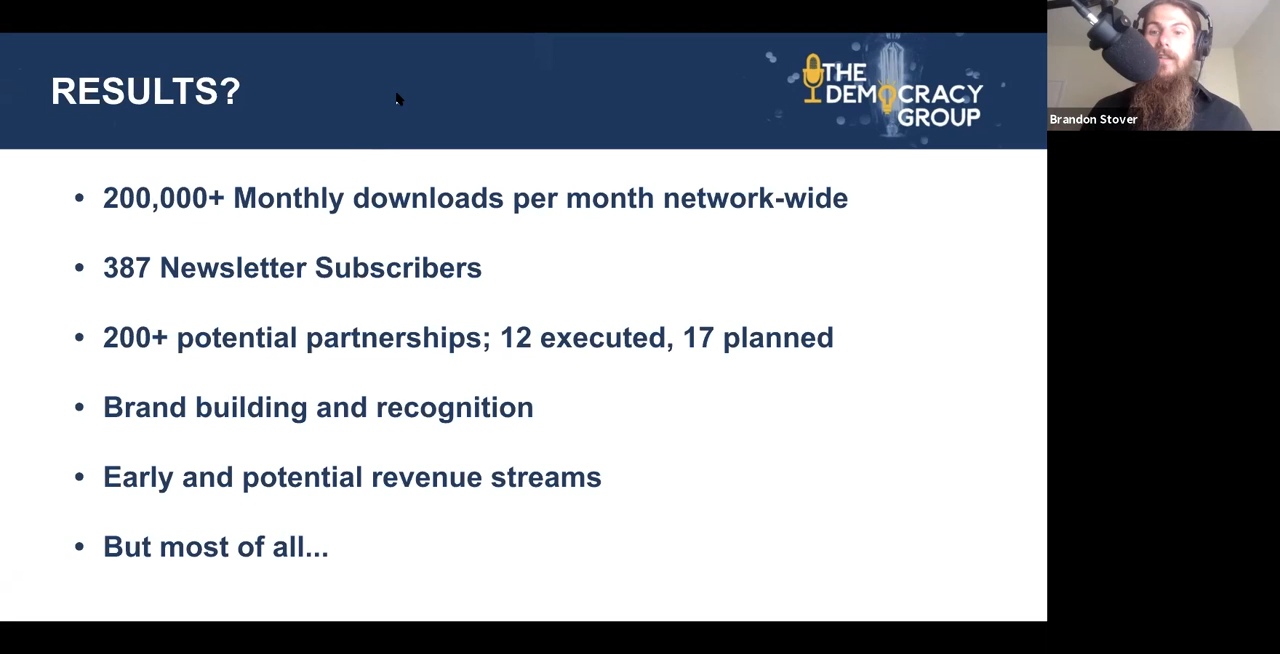 RESULTS?
THE
DEMOCRACY
GROUP
Brandon Stover
• 200,000+ Monthly downloads per month network-wide
• 387 Newsletter Subscribers
• 200+ potential partnerships; 12 executed, 17 planned
• Brand building and recognition
• Early and potential revenue streams
• But most of all...